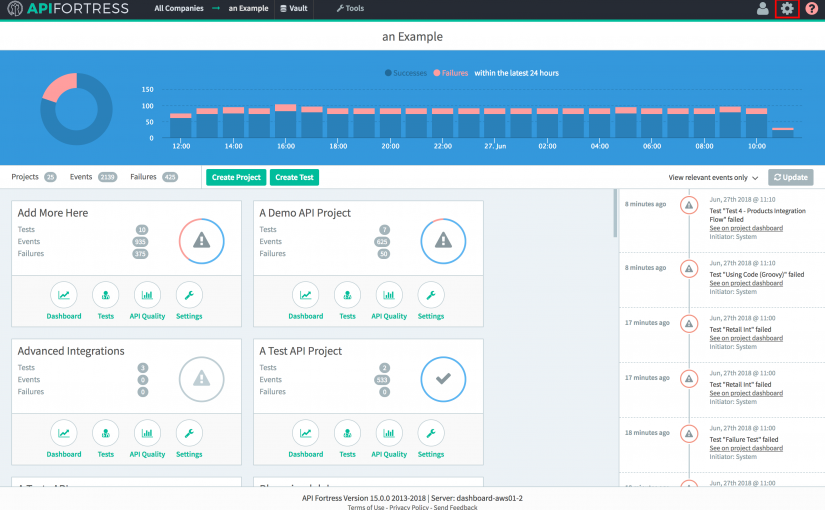 APIFORTRESS All Companies → an Example Vault Tools ?
an Example
Successes Failures within the latest 24 hours
150
100
50
0
12:00 14:00 16:00 18:00 20:00 22:00 27. Jun 02:00 04:00 06:00 08:00 10:00
Projects 25 Events 2139 Failures 425 Create Project Create Test View relevant events only Update
Add More Here
Tests 10
Events 935
Failures 375
Dashboard Tests API Quality Settings
A Demo API Project
Tests 7
Events 625
Failures 50
Dashboard Tests API Quality Settings
Advanced Integrations
Tests 3
Events 0
Failures 0
Dashboard Tests API Quality Settings
A Test API Project
Tests 2
Events 533
Failures 0
Dashboard Tests API Quality Settings
8 minutes ago
Jun, 27th 2018 @ 11:10
Test "Test 4 - Products Integration
Flow" failed
See on project dashboard
Initiator: System
8 minutes ago
Jun, 27th 2018 @ 11:10
Test "Using Code (Groovy)" failed
See on project dashboard
Initiator: System
17 minutes ago
Jun, 27th 2018 @ 11:00
Test "Retail Int" failed
See on project dashboard
Initiator: System
17 minutes ago
Jun, 27th 2018 @ 11:00
Test "Retail Int" failed
See on project dashboard
Initiator: System
18 minutes ago
Jun, 27th 2018 @ 11:00
Test "Failure Test" failed
See on project dashboard
Initiator: System
API Fortress Version 15.0.0 2013-2018 | Server: dashboard-aws01-2
Terms of Use - Privacy Policy - Send Feedback